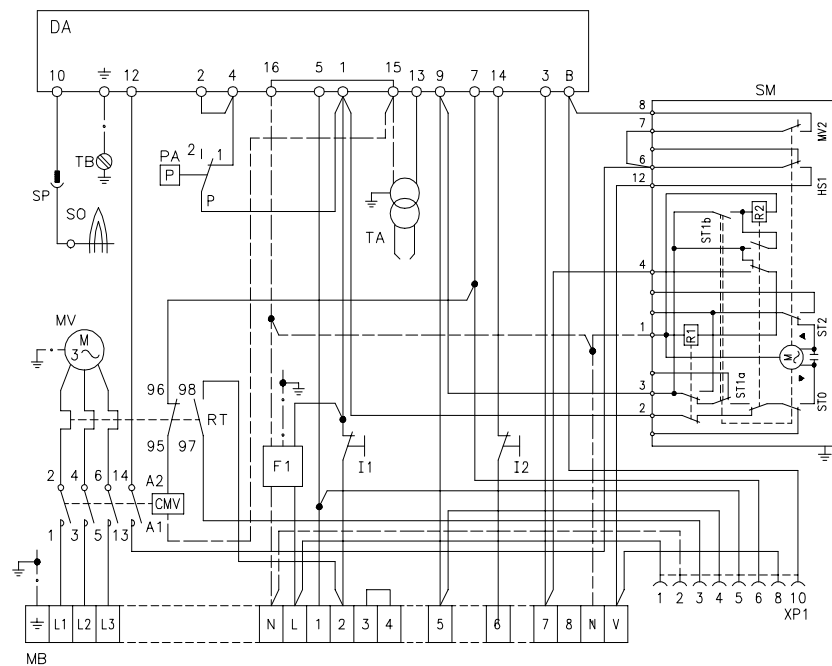 DA
10 12 2 4 16 5 1 15 13 9 7 14 3 B
SM
8
7
MV2
6
12
HS1
PA 2 1
P
P
TB
SP
SO
TA
R2
ST1b
4
1
R1
ST2
M
3
ST1a
ST0
2
MV
M
3
96 98
RT
95 97
F1
I1
I2
2 4 6 14 A2
CMV
1 3 5 13 A1
L1 L2 L3 N L 1 2 3 4 5 6 7 8 N V
1 2 3 4 5 6 8 10
XP1
MB